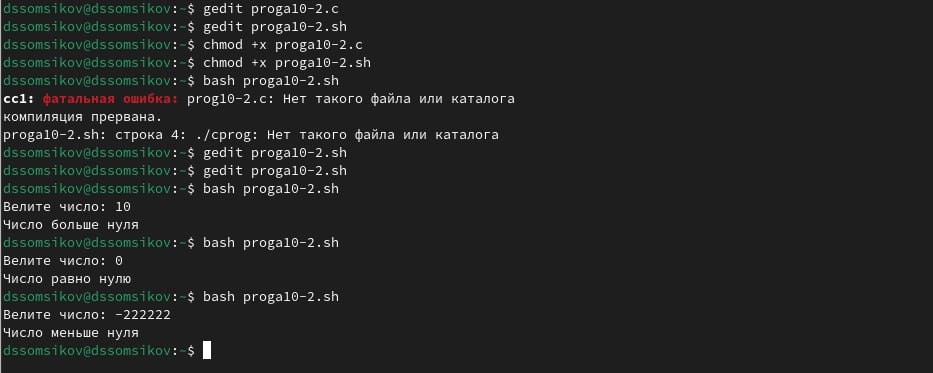 dssomsikov@dssomsikov:~$ gedit proga10-2.c
dssomsikov@dssomsikov:~$ gedit proga10-2.sh
dssomsikov@dssomsikov:~$ chmod +x proga10-2.c
dssomsikov@dssomsikov:~$ chmod +x proga10-2.sh
dssomsikov@dssomsikov:~$ bash proga10-2.sh
cc1: фатальная ошибка: prog10-2.c: Нет такого файла или каталога
компиляция прервана.
proga10-2.sh: строка 4: ./cprog: Нет такого файла или каталога
dssomsikov@dssomsikov:~$ gedit proga10-2.sh
dssomsikov@dssomsikov:~$ gedit proga10-2.sh
dssomsikov@dssomsikov:~$ bash proga10-2.sh
Велите число: 10
Число больше нуля
dssomsikov@dssomsikov:~$ bash proga10-2.sh
Велите число: 0
Число равно нулю
dssomsikov@dssomsikov:~$ bash proga10-2.sh
Велите число: -222222
Число меньше нуля
dssomsikov@dssomsikov:~$